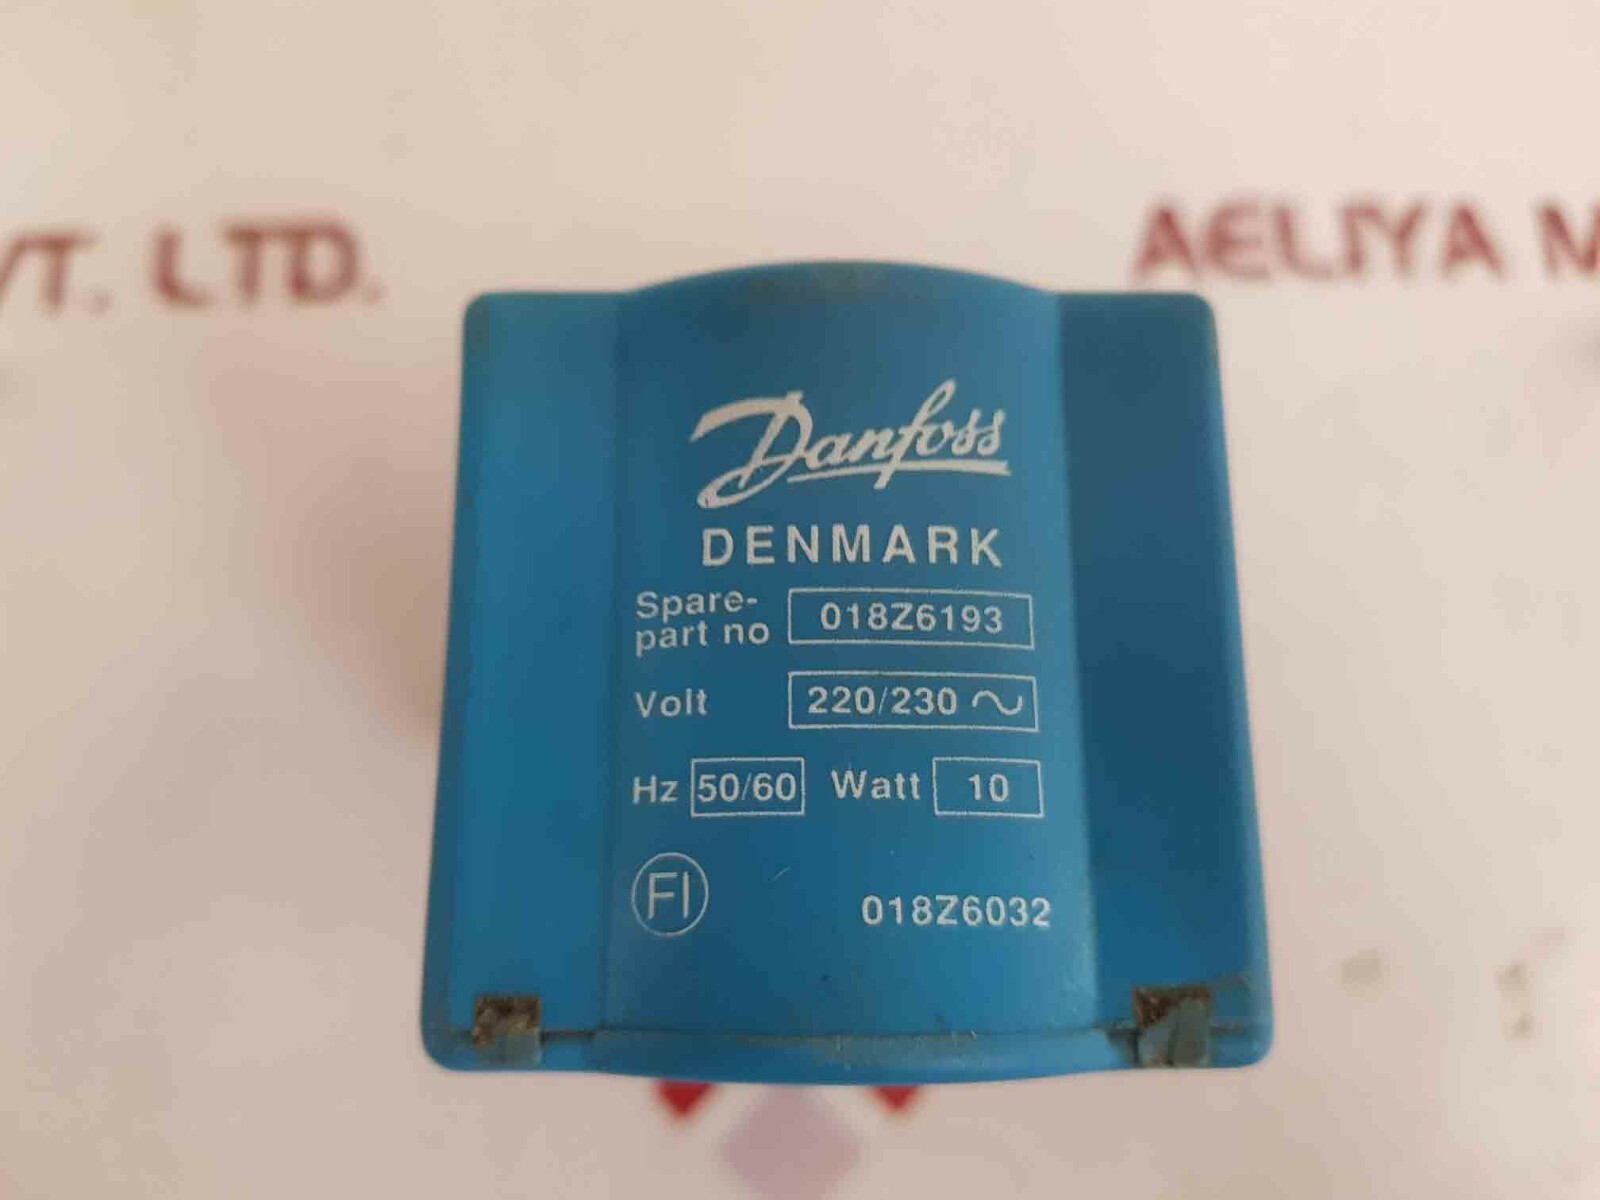 VT. LTD.
AELIYA M
Danfoss
DENMARK
Spare-
part no 018Z6193
Volt 220/230 ~
Hz 50/60 Watt 10
FI 018Z6032